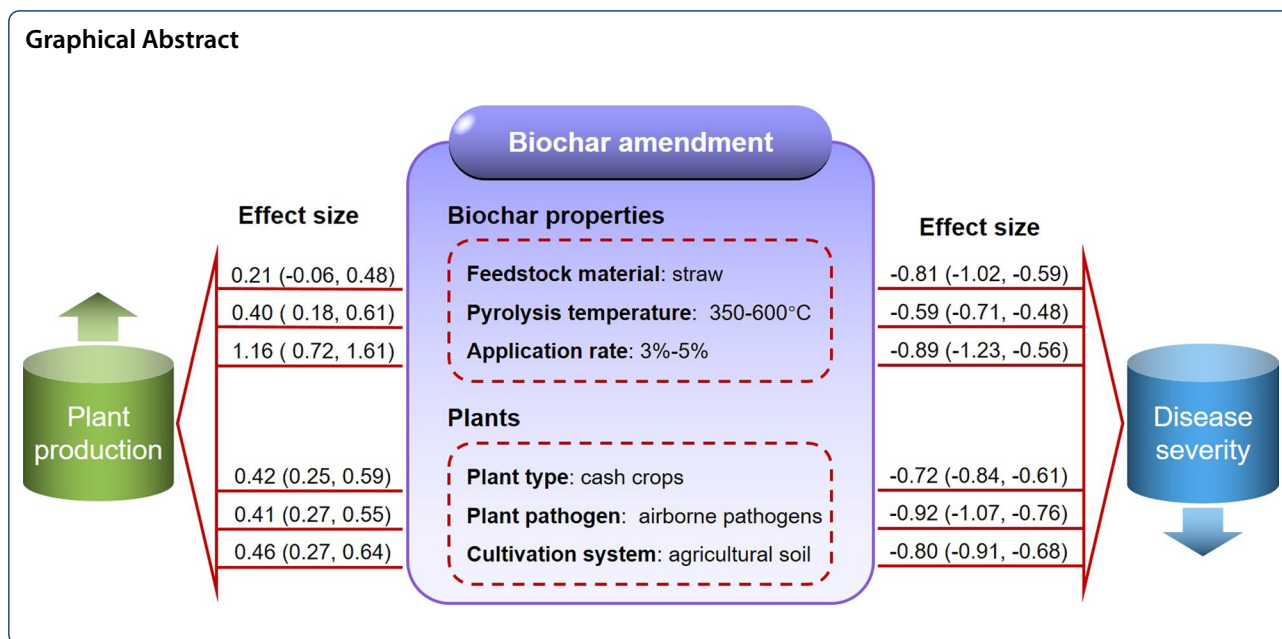 Graphical Abstract
Biochar amendment
Effect size
0.21 (-0.06, 0.48)
0.40 ( 0.18, 0.61)
1.16 ( 0.72, 1.61)
0.42 (0.25, 0.59)
0.41 (0.27, 0.55)
0.46 (0.27, 0.64)
Plant
production
Biochar properties
Feedstock material: straw
Pyrolysis temperature: 350-600°C
Application rate: 3%-5%
Plants
Plant type: cash crops
Plant pathogen: airborne pathogens
Cultivation system: agricultural soil
Effect size
-0.81 (-1.02, -0.59)
-0.59 (-0.71, -0.48)
-0.89 (-1.23, -0.56)
-0.72 (-0.84, -0.61)
-0.92 (-1.07, -0.76)
-0.80 (-0.91, -0.68)
Disease
severity